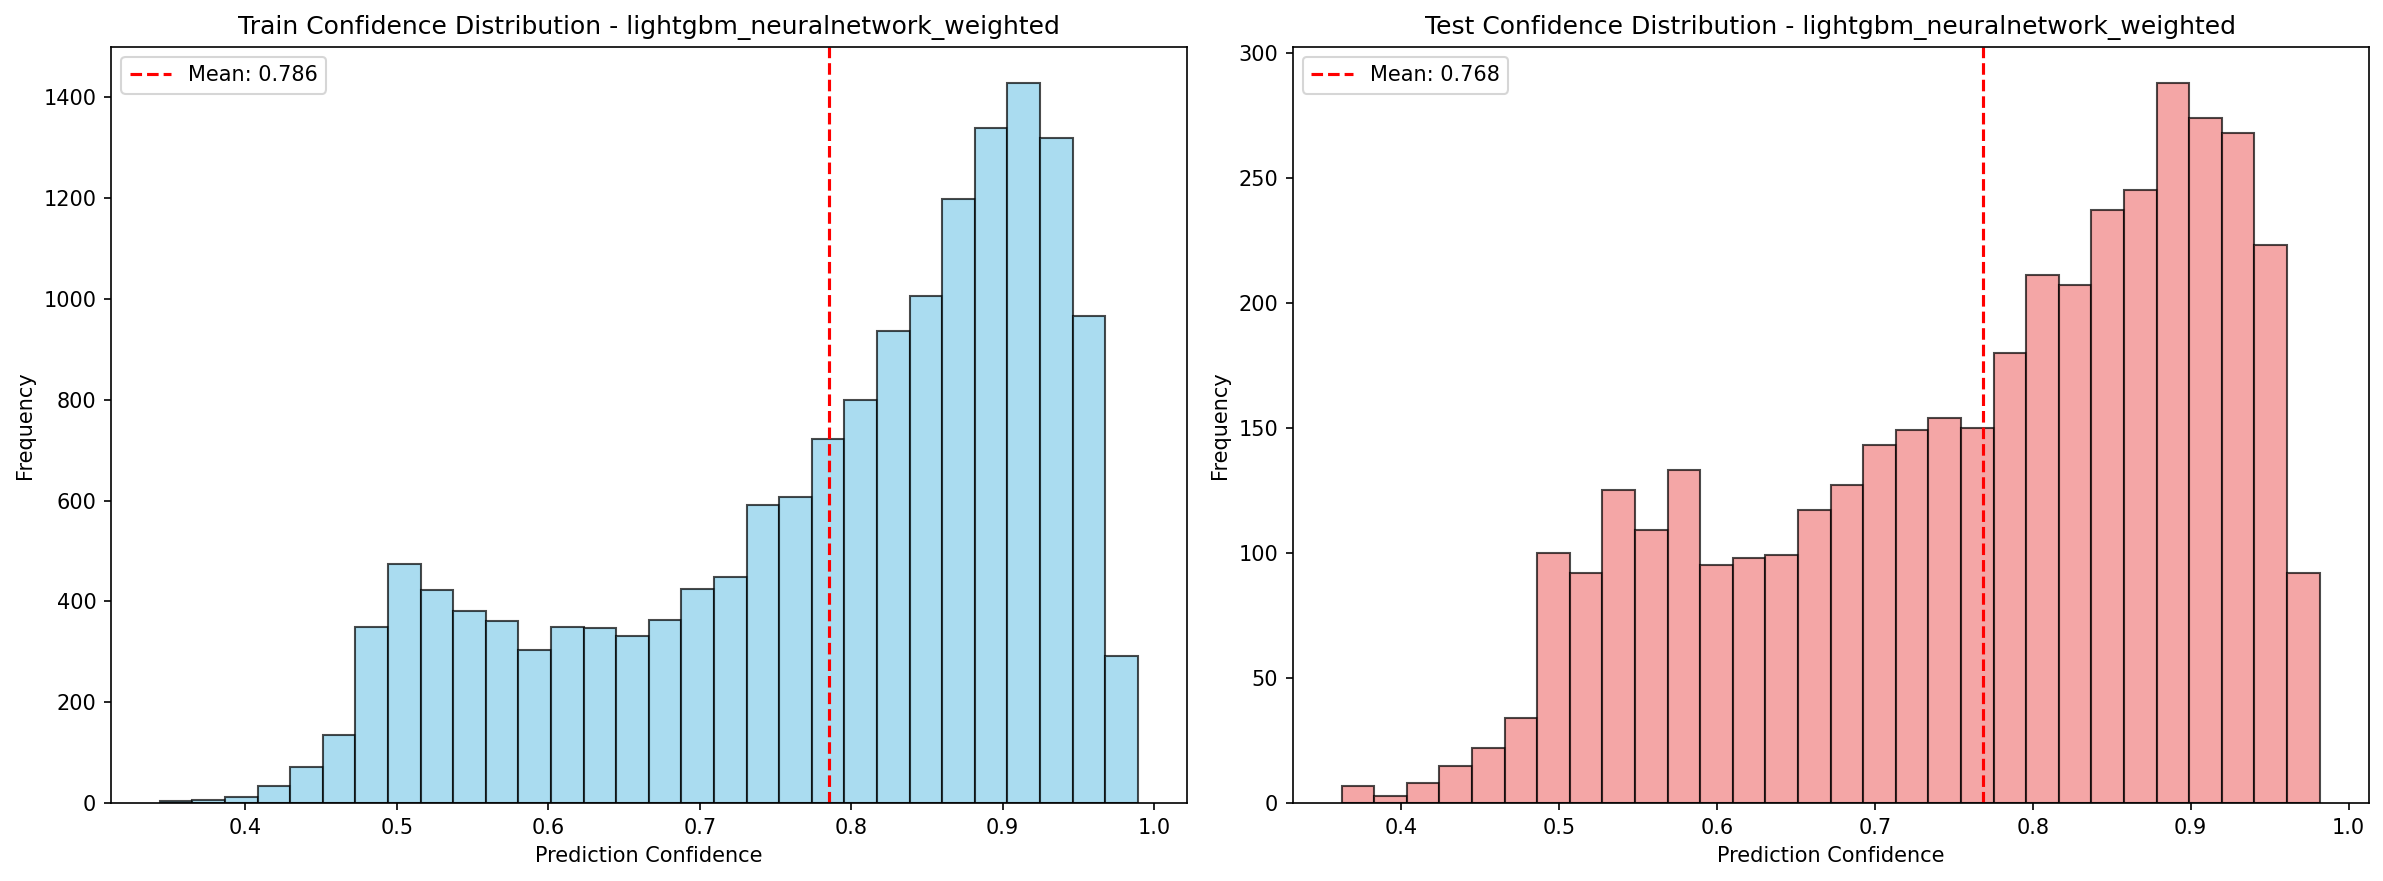 Train Confidence Distribution - lightgbm_neuralnetwork_weighted
Mean: 0.786
1400
1200
1000
800
600
400
200
0
Frequency
0.4 0.5 0.6 0.7 0.8 0.9 1.0
Prediction Confidence
Test Confidence Distribution - lightgbm_neuralnetwork_weighted
Mean: 0.768
300
250
200
150
100
50
0
Frequency
0.4 0.5 0.6 0.7 0.8 0.9 1.0
Prediction Confidence